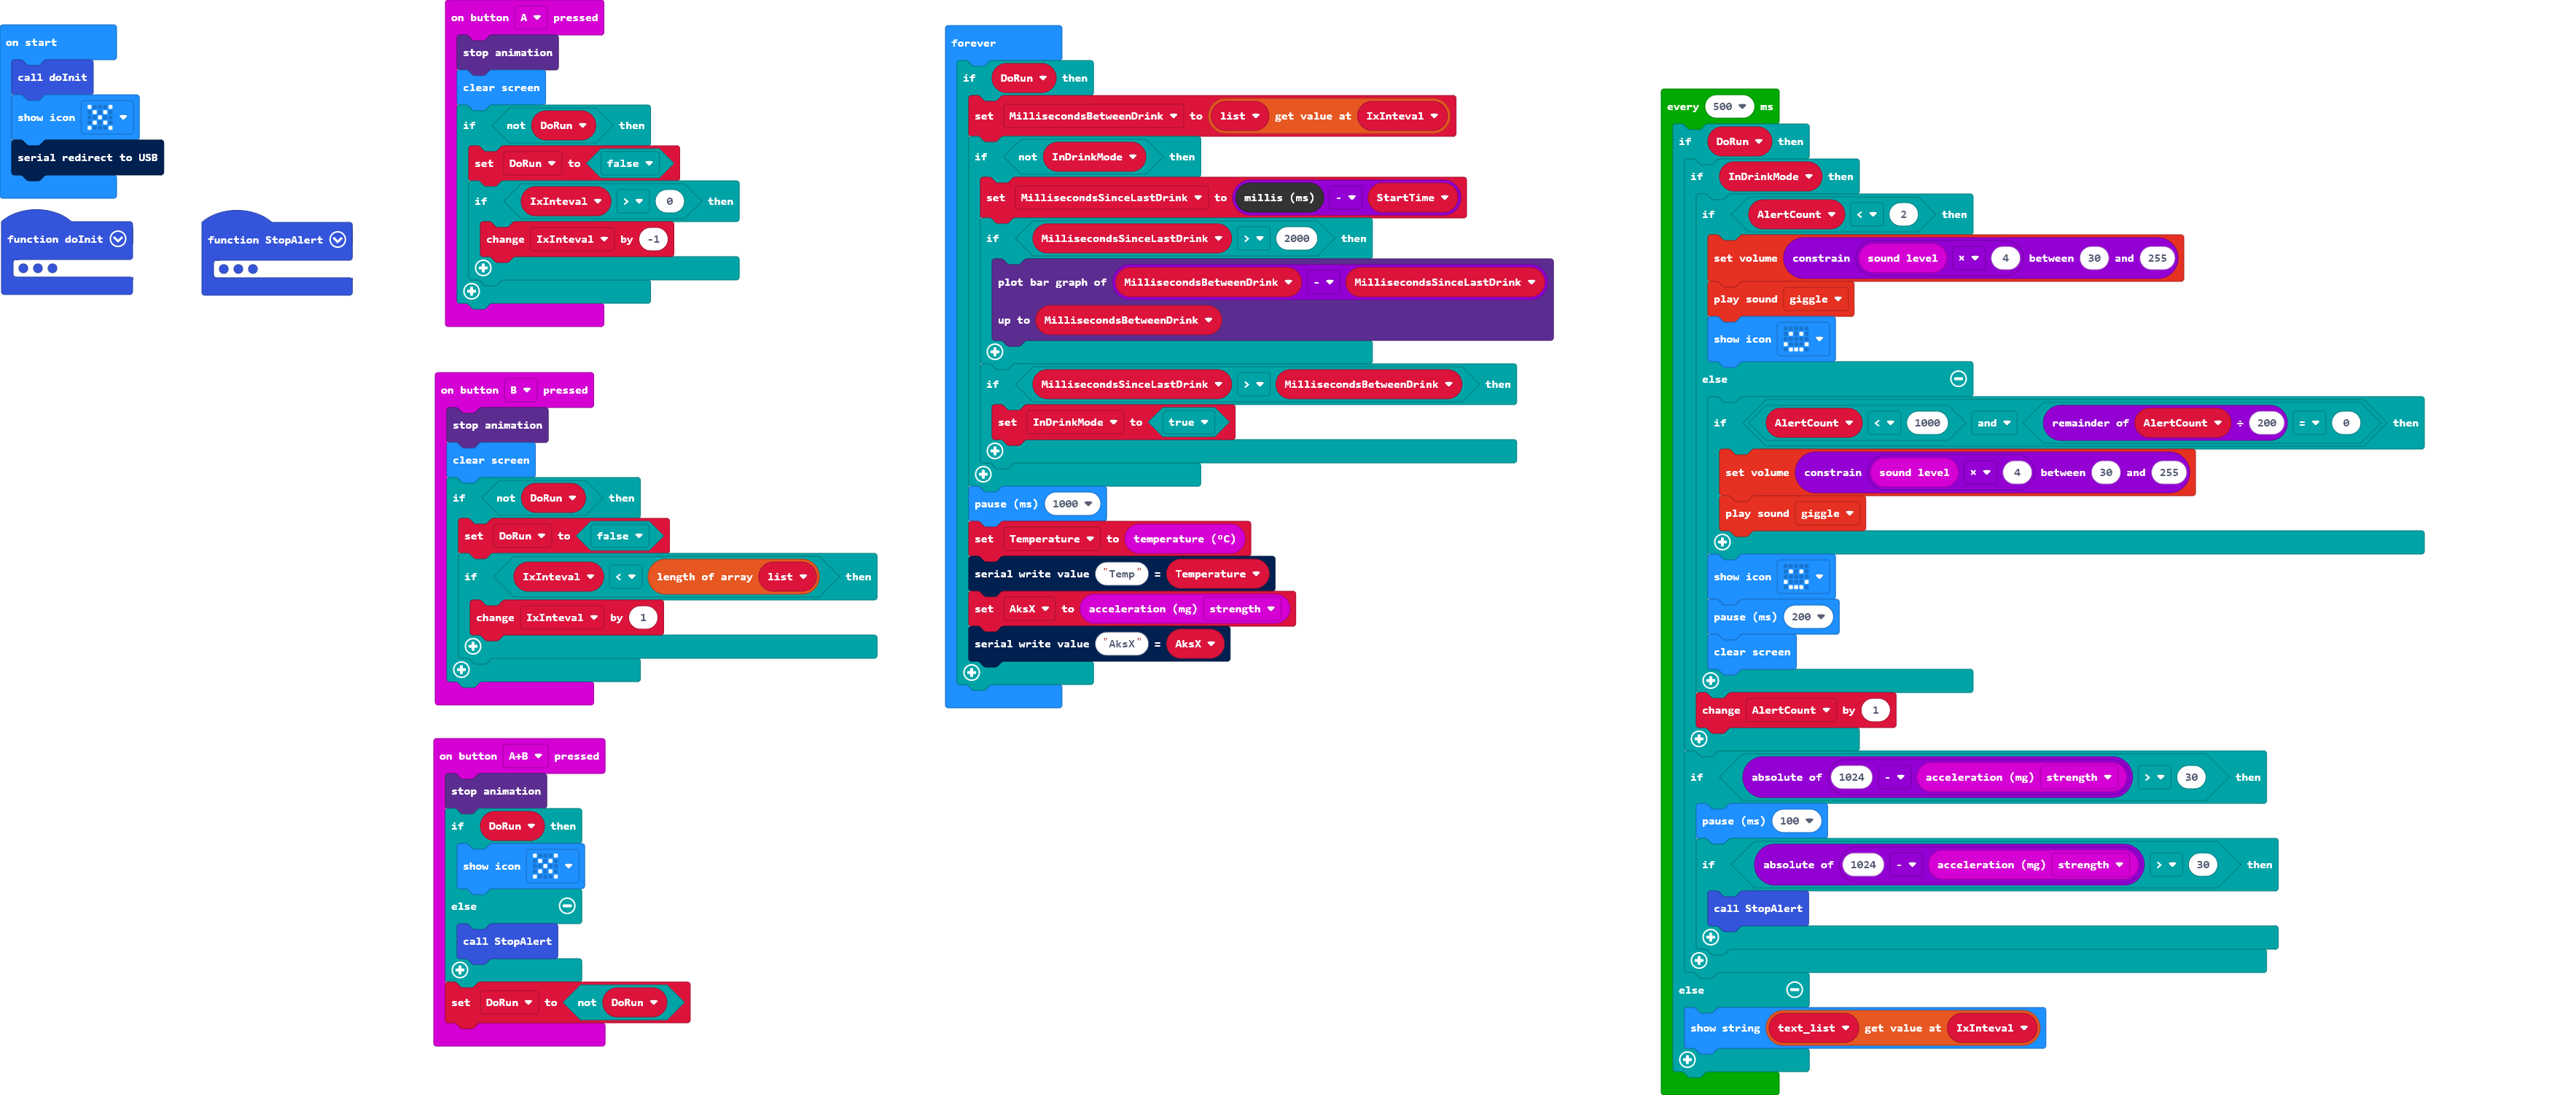 on start
call doInit
show icon
serial redirect to USB
function doInit
function StopAlert
on button A pressed
stop animation
clear screen
if not DoRun then
set DoRun to false
if IxInteval > 0 then
change IxInteval by -1
on button B pressed
stop animation
clear screen
if not DoRun then
set DoRun to false
if IxInteval < length of array list then
change IxInteval by 1
on button A+B pressed
stop animation
if DoRun then
show icon
else
call StopAlert
set DoRun to not DoRun
forever
if DoRun then
set MillisecondsBetweenDrink to list get value at IxInteval
if not InDrinkMode then
set MillisecondsSinceLastDrink to millis (ms) - StartTime
if MillisecondsSinceLastDrink > 2000 then
plot bar graph of MillisecondsBetweenDrink - MillisecondsSinceLastDrink
up to MillisecondsBetweenDrink
if MillisecondsSinceLastDrink > MillisecondsBetweenDrink then
set InDrinkMode to true
pause (ms) 1000
set Temperature to temperature (ºC)
serial write value "Temp" = Temperature
set AksX to acceleration (mg) strength
serial write value "AksX" = AksX
every 500 ms
if DoRun then
if InDrinkMode then
if AlertCount < 2 then
set volume constrain sound level × 4 between 30 and 255
play sound giggle
show icon
else
if AlertCount < 1000 and remainder of AlertCount ÷ 200 = 0 then
set volume constrain sound level × 4 between 30 and 255
play sound giggle
show icon
pause (ms) 200
clear screen
change AlertCount by 1
if absolute of 1024 - acceleration (mg) strength > 30 then
pause (ms) 100
if absolute of 1024 - acceleration (mg) strength > 30 then
call StopAlert
else
show string text_list get value at IxInteval